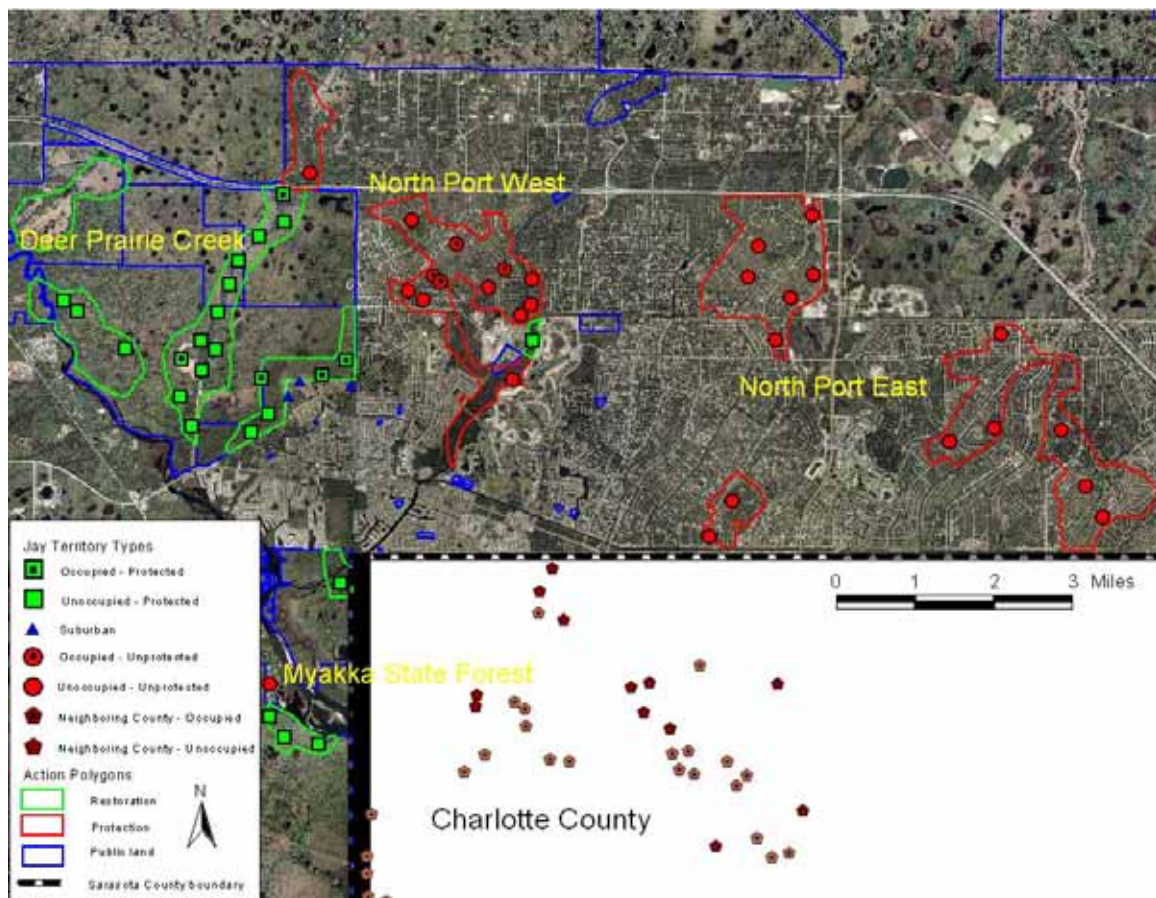 North Port West
Deer Prairie Creek
North Port East
Jay Territory Types
Occupied - Protected
Unoccupied - Protected
Suburban
Occupied - Unprotected
Unoccupied - Unprotected
Neighboring County - Occupied
Neighboring County - Unoccupied
Action Polygons
Restoration
Protection
Public land
Sarasota County boundary
N
0 1 2 3 Miles
Myakka State Forest
Charlotte County